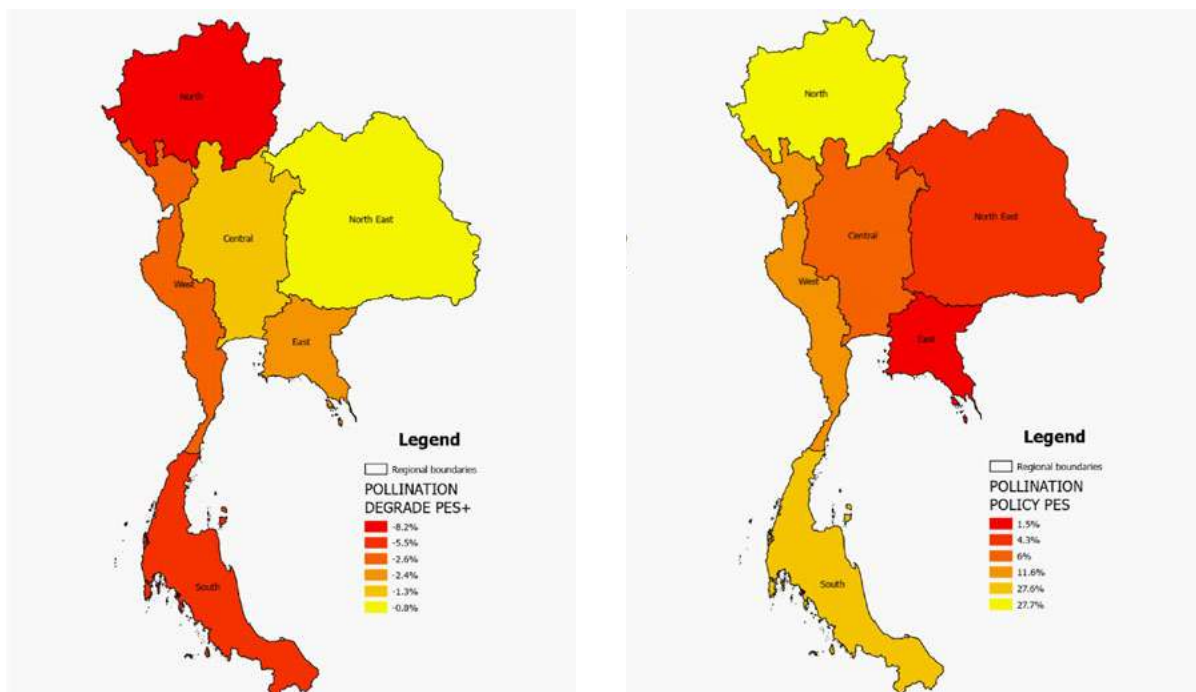 North
North East
Central
West
East
South
Legend
Regional boundaries
POLLINATION
DEGRADE PES+
-8.2%
-5.5%
-2.6%
-2.4%
-1.3%
-0.8%
North
North East
Central
West
East
South
Legend
Regional boundaries
POLLINATION
POLICY PES
1.5%
4.3%
6%
11.6%
27.6%
27.7%